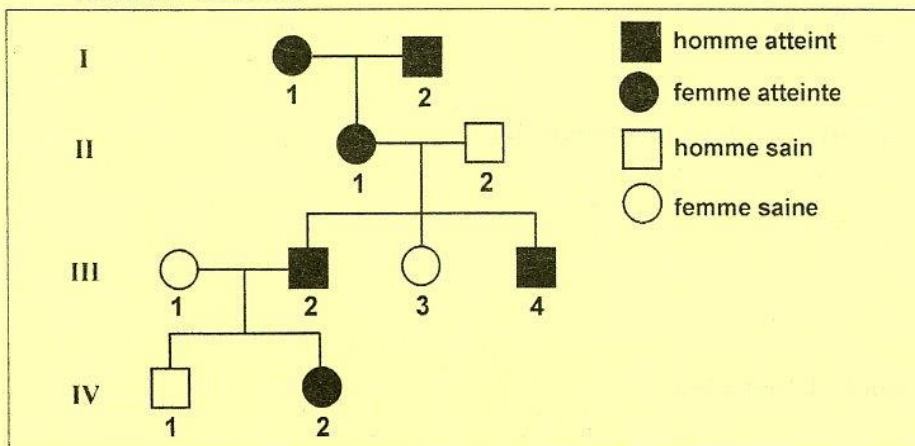 I
1
2
homme atteint
femme atteinte
II
1
2
homme sain
femme saine
III
1
2
3
4
IV
1
2